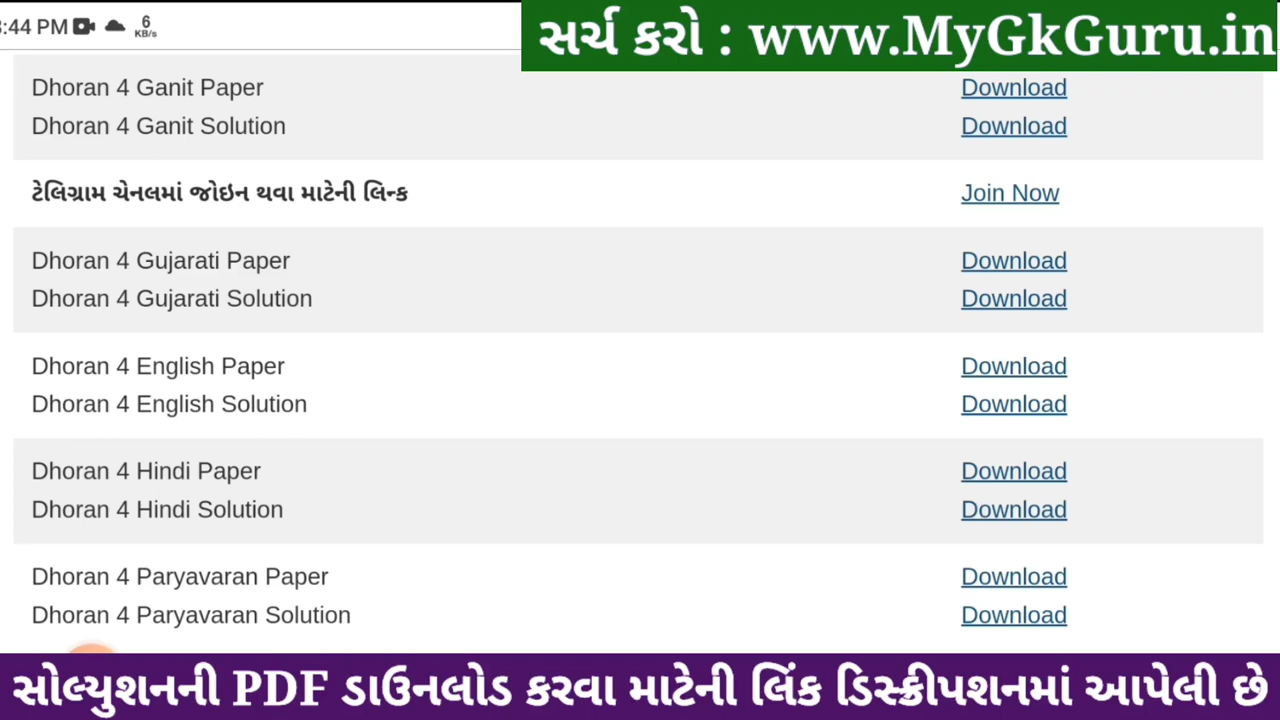 :44 PM 6 KB/s
સર્ચ કરો : www.MyGkGuru.in
Dhoran 4 Ganit Paper Download
Dhoran 4 Ganit Solution Download
ટેલિગ્રામ ચેનલમાં જોઇન થવા માટેની લિન્ક Join Now
Dhoran 4 Gujarati Paper Download
Dhoran 4 Gujarati Solution Download
Dhoran 4 English Paper Download
Dhoran 4 English Solution Download
Dhoran 4 Hindi Paper Download
Dhoran 4 Hindi Solution Download
Dhoran 4 Paryavaran Paper Download
Dhoran 4 Paryavaran Solution Download
સોલ્યુશનની PDF ડાઉનલોડ કરવા માટેની લિંક ડિસ્ક્રીપશનમાં આપેલી છે